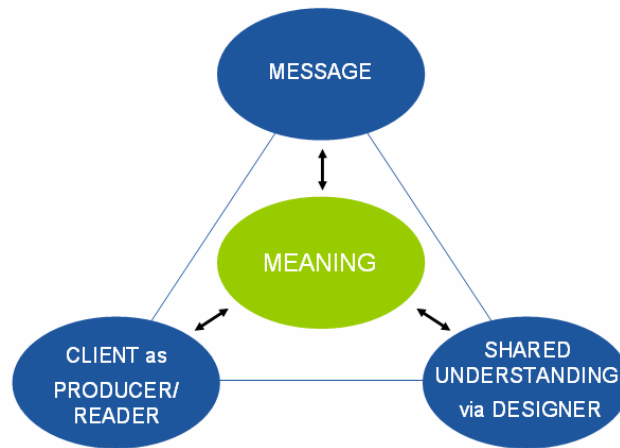 MESSAGE
MEANING
CLIENT as
PRODUCER/
READER
SHARED
UNDERSTANDING
via DESIGNER